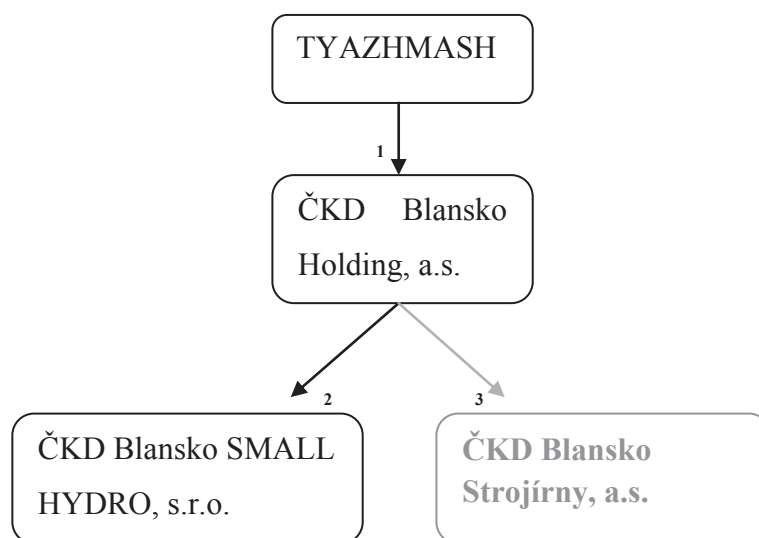 TYAZHMASH
1
ČKD Blansko
Holding, a.s.
2
3
ČKD Blansko SMALL
HYDRO, s.r.o.
ČKD Blansko
Strojírny, a.s.